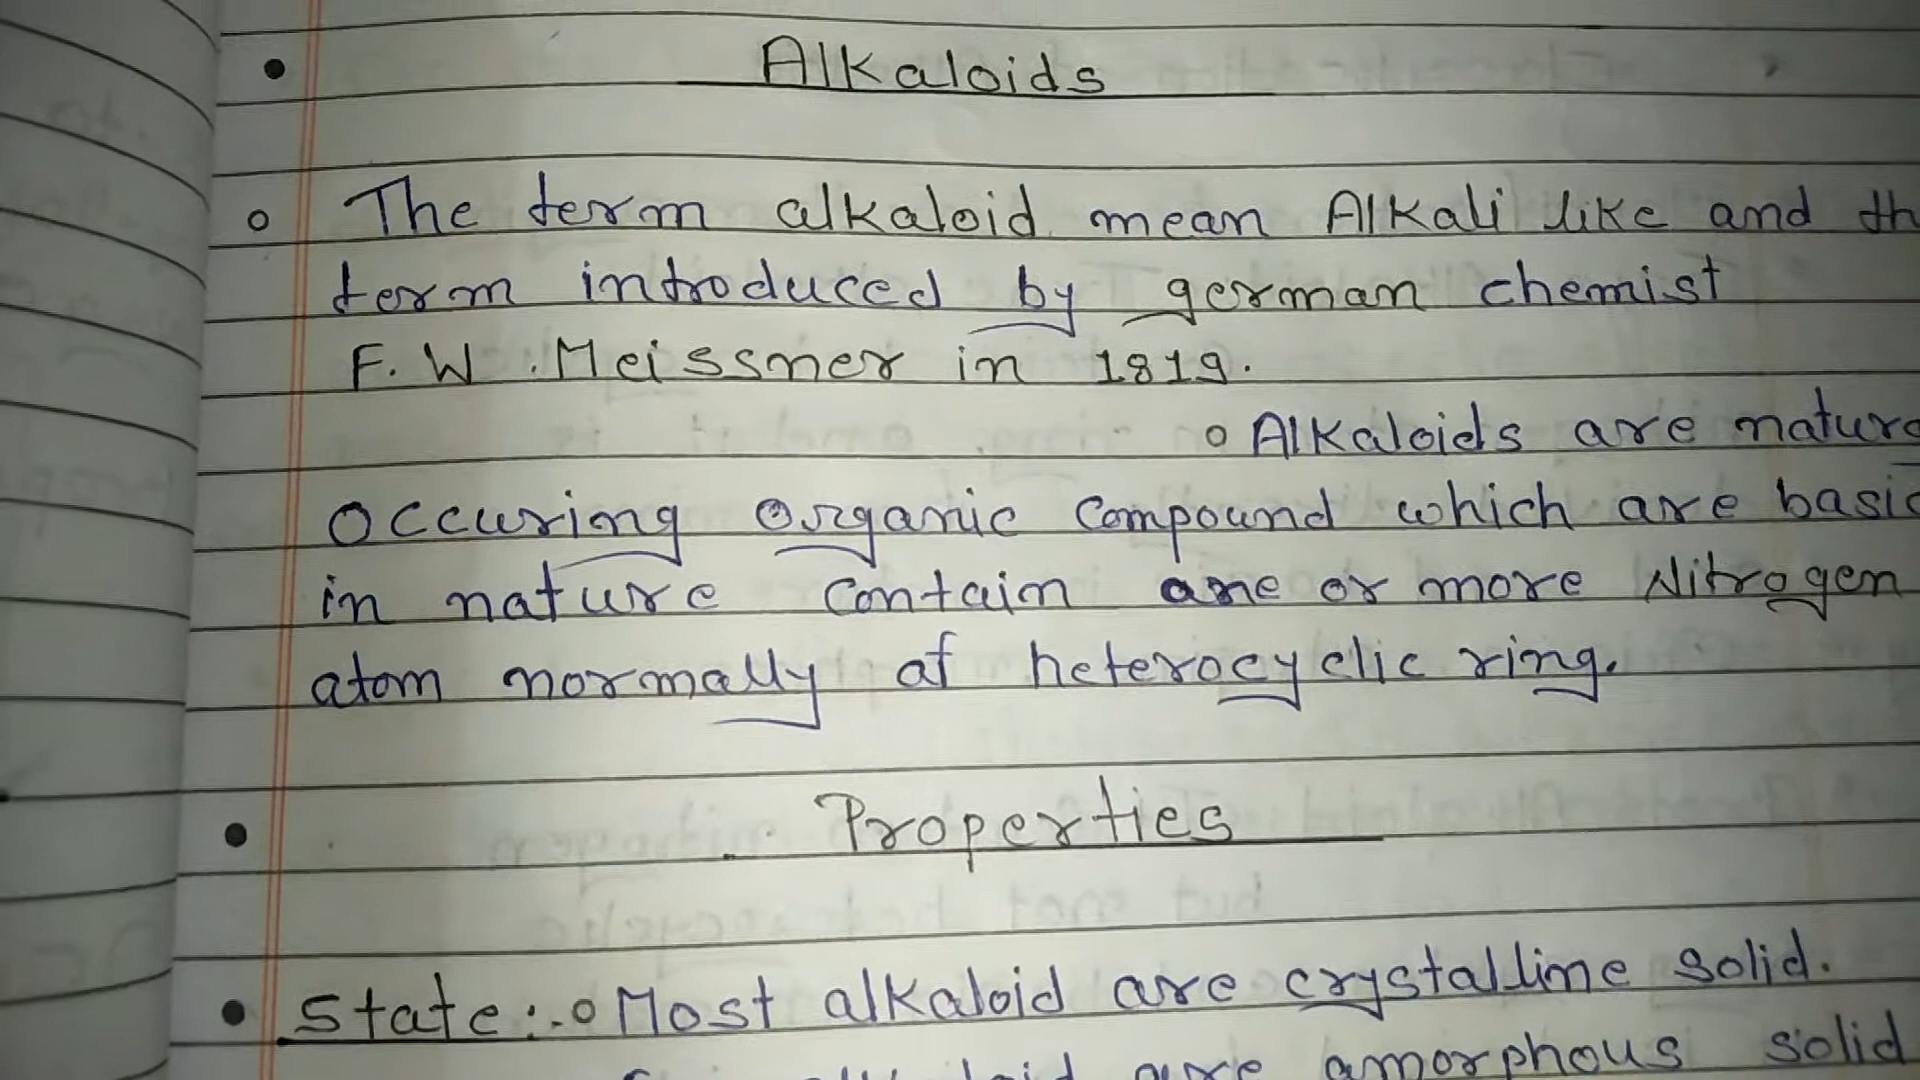 Alkaloids
The term alkaloid mean Alkali like and th
term introduced by german chemist
F. W. Meissner in 1819.
Alkaloids are natura
Occuring organic Compound which are basic
in nature Contain one or more Nitrogen
atom normally of heterocyclic ring.
Properties
State:- Most alkaloid are crystalline solid.
are amorphous solid